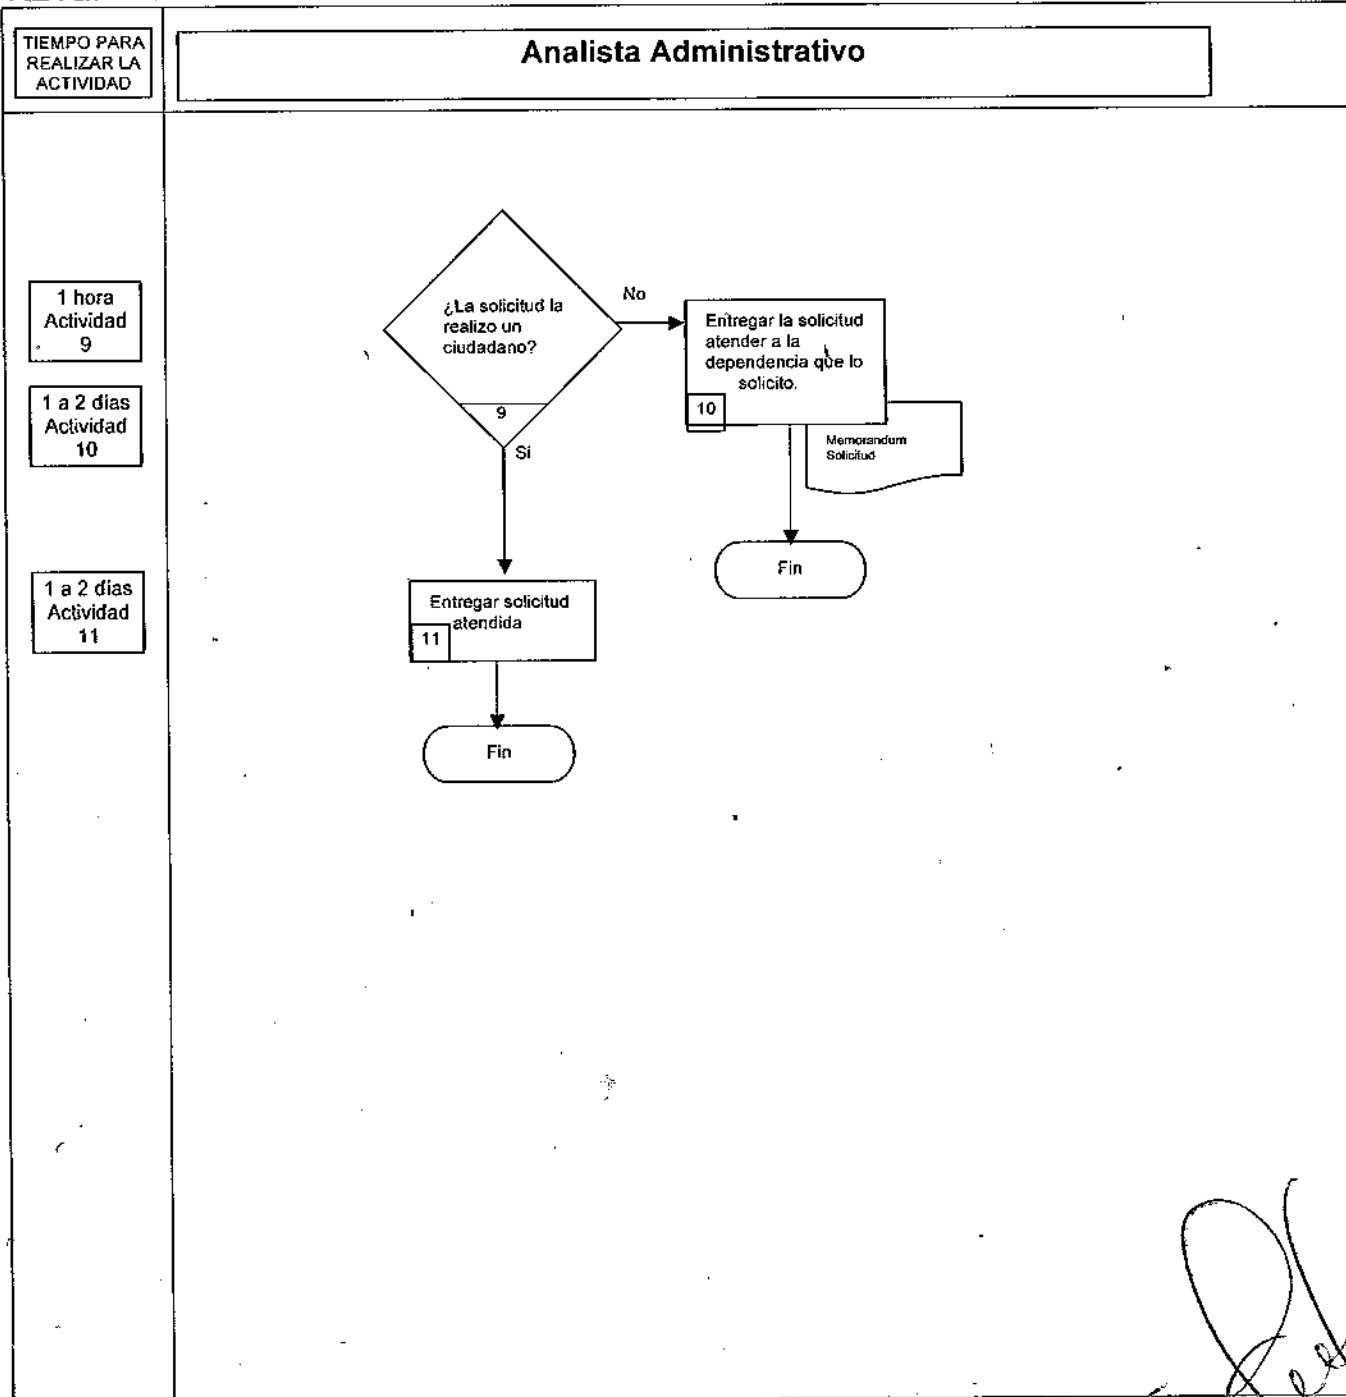 TIEMPO PARA
REALIZAR LA
ACTIVIDAD
Analista Administrativo
1 hora
Actividad
9
1 a 2 dias
Actividad
10
1 a 2 dias
Actividad
11
¿La solicitud la
realizo un
ciudadano?
9
No
Si
Entregar la solicitud
atender a la
dependencia que lo
solicito.
10
Memorandum
Solicitud
Fin
Entregar solicitud
atendida
11
Fin